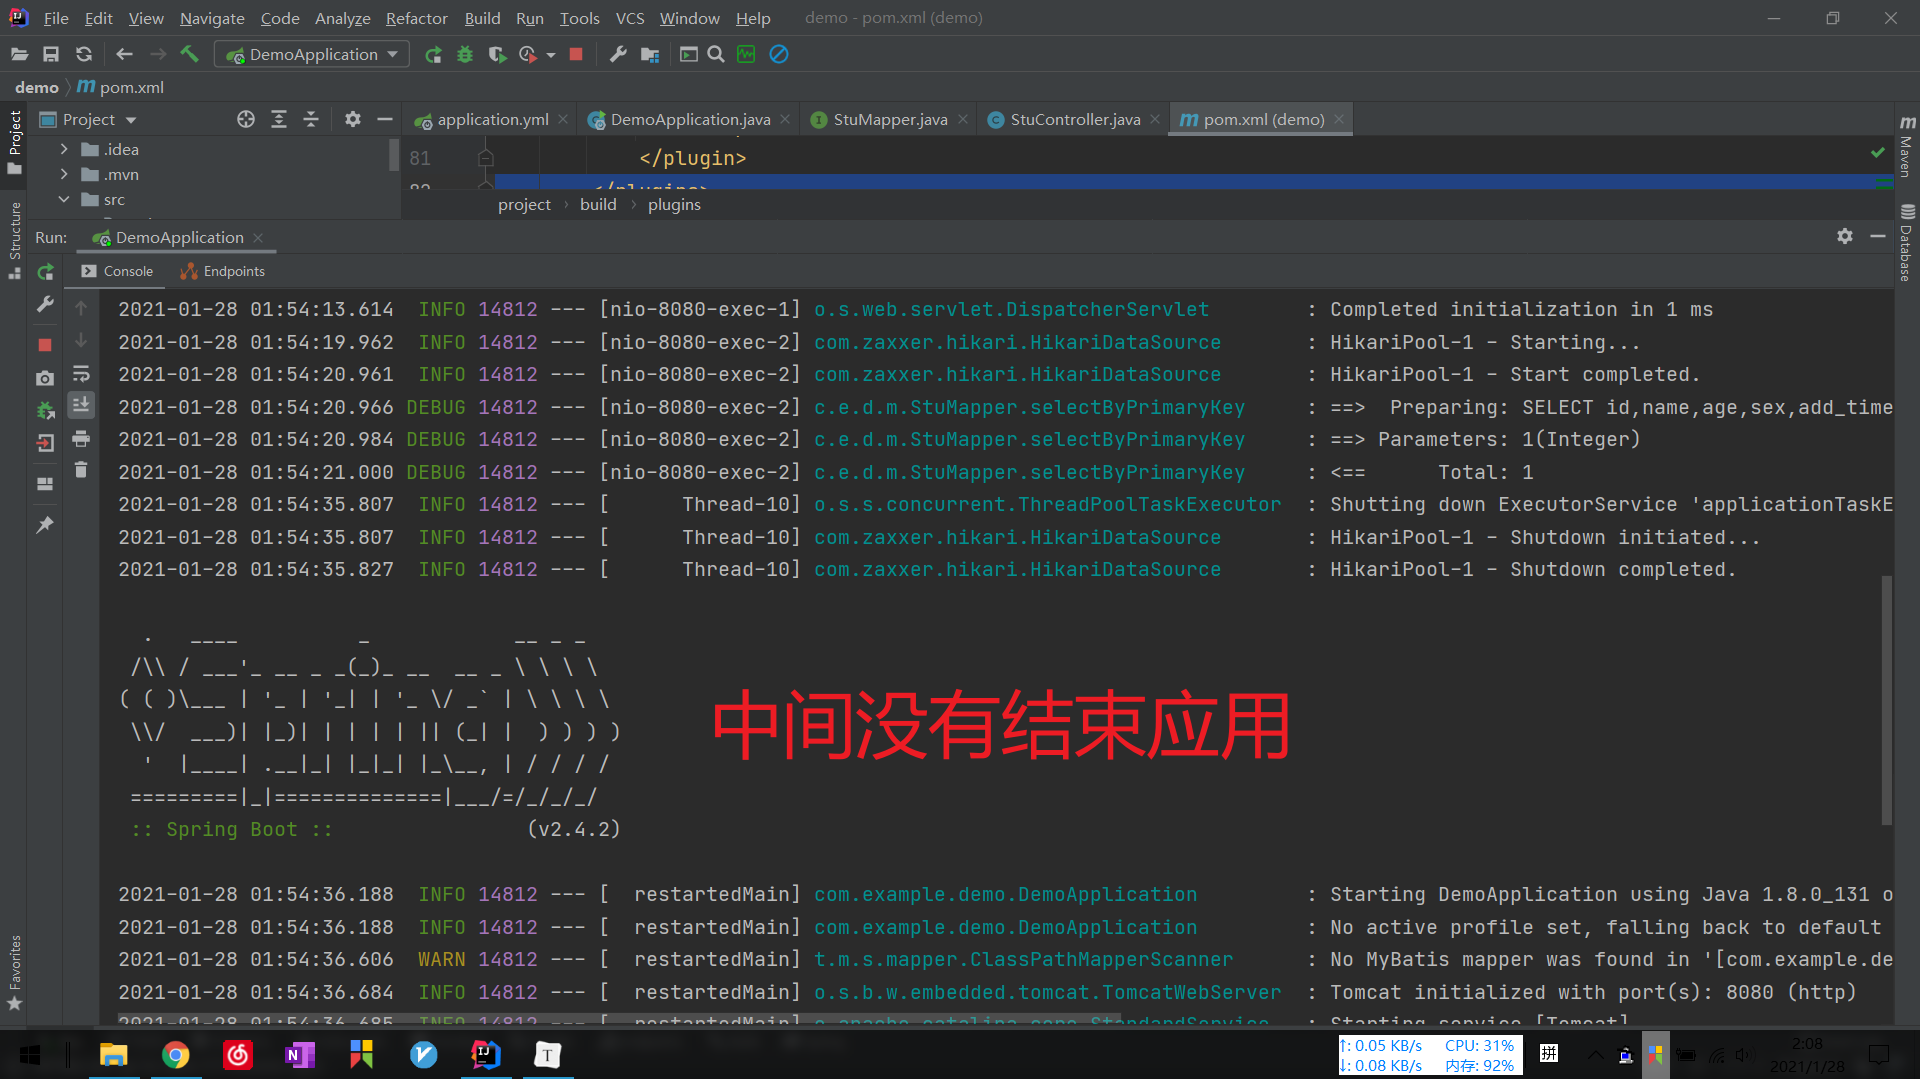 File Edit View Navigate Code Analyze Refactor Build Run Tools VCS Window Help demo - pom.xml (demo)
DemoApplication
demo pom.xml
Project
application.yml DemoApplication.java StuMapper.java StuController.java pom.xml (demo)
.idea
.mvn
src
81 </plugin>
82 </plugins>
project › build › plugins
Run: DemoApplication
Console Endpoints
2021-01-28 01:54:13.614 INFO 14812 --- [nio-8080-exec-1] o.s.web.servlet.DispatcherServlet : Completed initialization in 1 ms
2021-01-28 01:54:19.962 INFO 14812 --- [nio-8080-exec-2] com.zaxxer.hikari.HikariDataSource : HikariPool-1 - Starting...
2021-01-28 01:54:20.961 INFO 14812 --- [nio-8080-exec-2] com.zaxxer.hikari.HikariDataSource : HikariPool-1 - Start completed.
2021-01-28 01:54:20.966 DEBUG 14812 --- [nio-8080-exec-2] c.e.d.m.StuMapper.selectByPrimaryKey : ==> Preparing: SELECT id,name,age,sex,add_time
2021-01-28 01:54:20.984 DEBUG 14812 --- [nio-8080-exec-2] c.e.d.m.StuMapper.selectByPrimaryKey : ==> Parameters: 1(Integer)
2021-01-28 01:54:21.000 DEBUG 14812 --- [nio-8080-exec-2] c.e.d.m.StuMapper.selectByPrimaryKey : <== Total: 1
2021-01-28 01:54:35.807 INFO 14812 --- [ Thread-10] o.s.s.concurrent.ThreadPoolTaskExecutor : Shutting down ExecutorService 'applicationTaskE
2021-01-28 01:54:35.807 INFO 14812 --- [ Thread-10] com.zaxxer.hikari.HikariDataSource : HikariPool-1 - Shutdown initiated...
2021-01-28 01:54:35.827 INFO 14812 --- [ Thread-10] com.zaxxer.hikari.HikariDataSource : HikariPool-1 - Shutdown completed.
中间没有结束应用
:: Spring Boot :: (v2.4.2)
2021-01-28 01:54:36.188 INFO 14812 --- [ restartedMain] com.example.demo.DemoApplication : Starting DemoApplication using Java 1.8.0_131 o
2021-01-28 01:54:36.188 INFO 14812 --- [ restartedMain] com.example.demo.DemoApplication : No active profile set, falling back to default
2021-01-28 01:54:36.606 WARN 14812 --- [ restartedMain] t.m.s.mapper.ClassPathMapperScanner : No MyBatis mapper was found in '[com.example.de
2021-01-28 01:54:36.684 INFO 14812 --- [ restartedMain] o.s.b.w.embedded.tomcat.TomcatWebServer : Tomcat initialized with port(s): 8080 (http)
2021-01-28 01:54:36.685 INFO 14812 --- [ restartedMain] o.apache.catalina.core.StandardService : Starting service [Tomcat]
Project
Structure
Favorites
Maven
Database
↑: 0.05 KB/s CPU: 31%
↓: 0.08 KB/s 内存: 92%
拼
2:08
2021/1/28